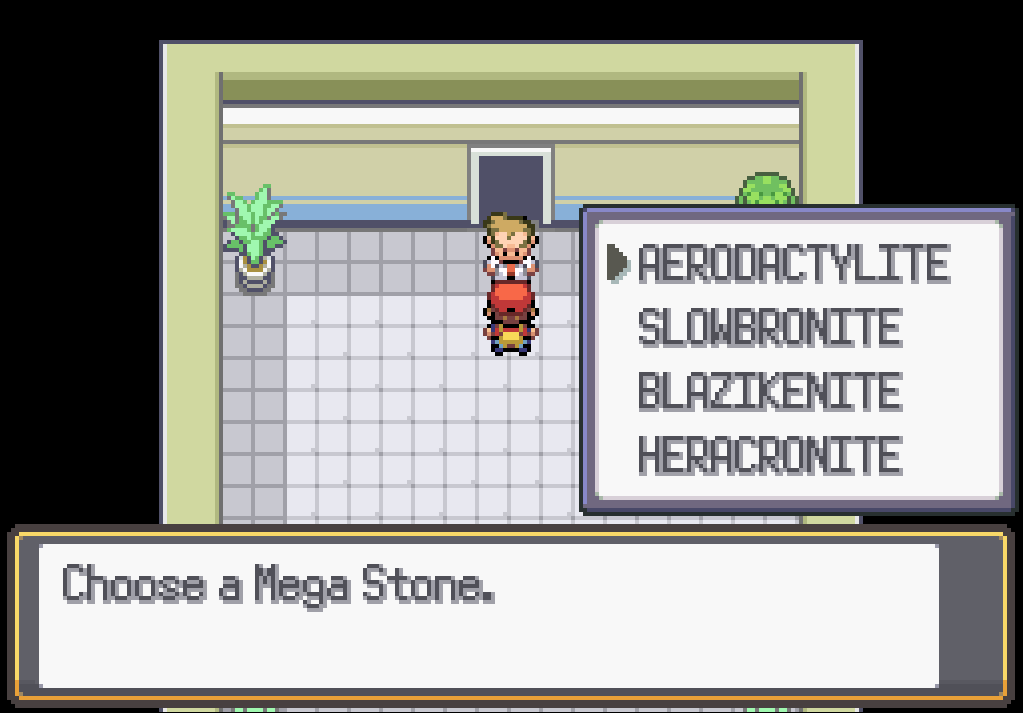 AERODACTYLITE
SLOWBRONITE
BLAZIKENITE
HERACRONITE
Choose a Mega Stone.